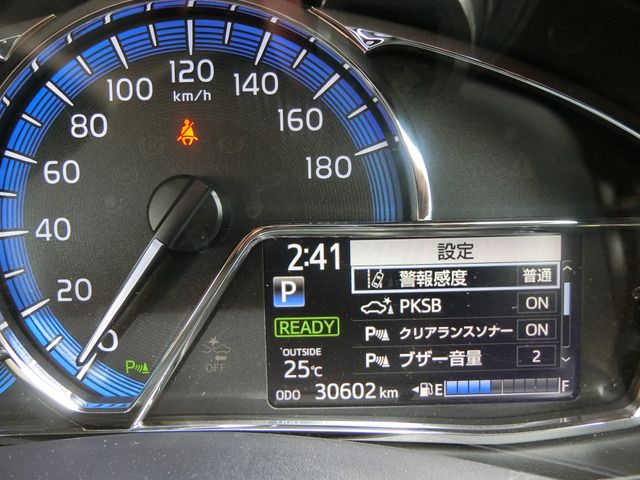 120
100
140
km/h
80
160
60
180
40
20
0
P
OFF
2:41
設定
警報感度 普通
P
PKSB ON
READY
P クリアランスソナー ON
OUTSIDE
25℃
P ブザー音量 2
ODO 30602 km
E F